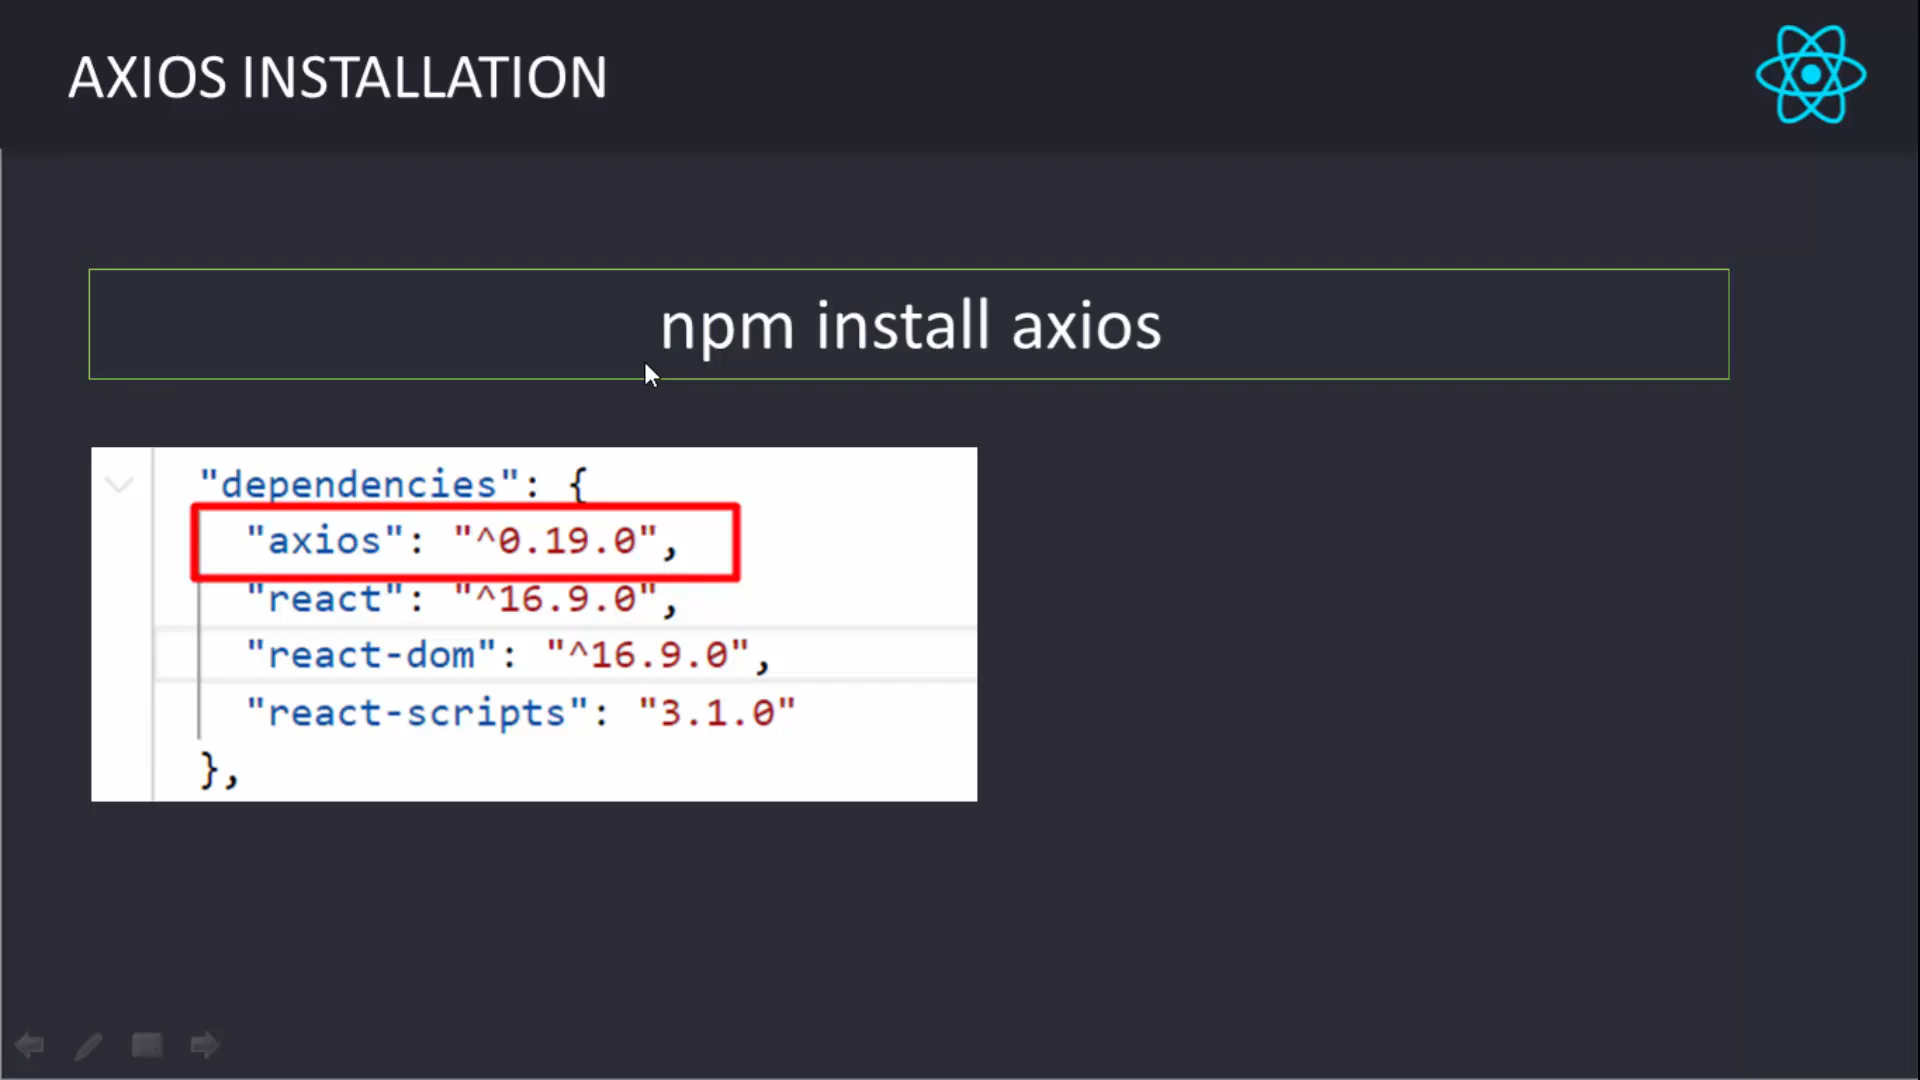 AXIOS INSTALLATION
npm install axios
"dependencies": {
"axios": "^0.19.0",
"react": "^16.9.0",
"react-dom": "^16.9.0",
"react-scripts": "3.1.0"
},